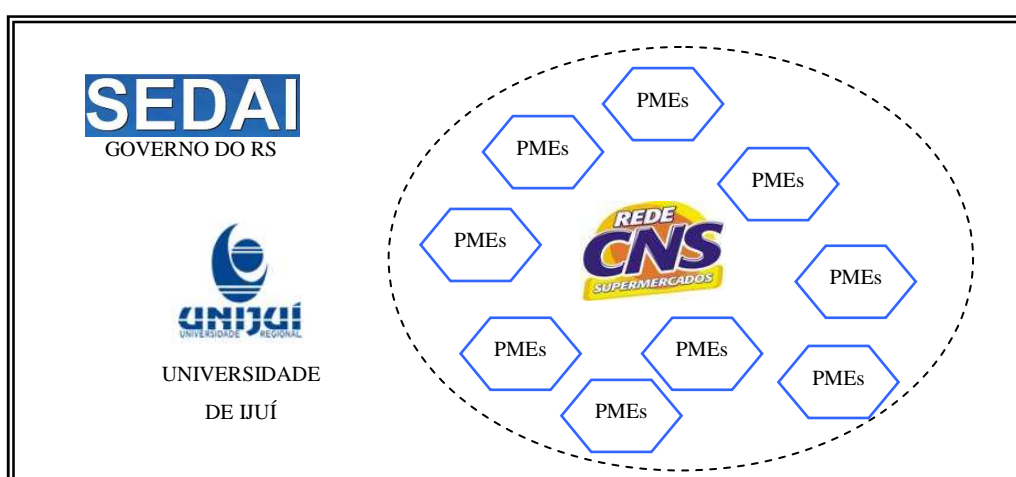 SEDAI
GOVERNO DO RS
UNIJUÍ
UNIVERSIDADE REGIONAL
UNIVERSIDADE
DE IJUÍ
PMEs
PMEs
PMEs
PMEs
REDE
CNS
SUPERMERCADOS
PMEs
PMEs
PMEs
PMEs
PMEs